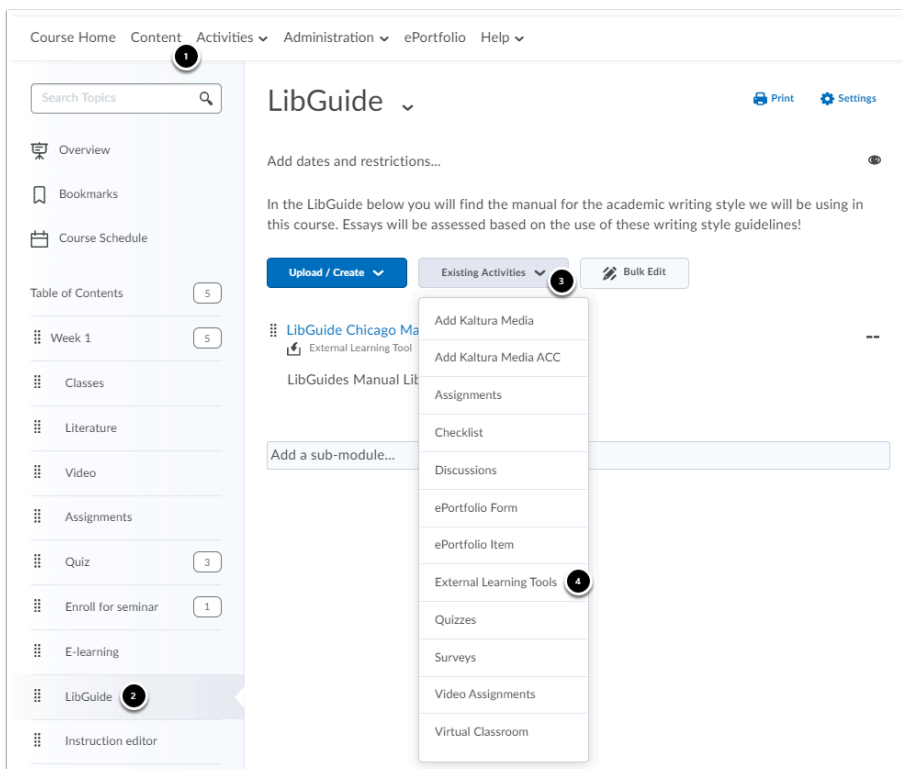 Course Home Content Activities Administration ePortfolio Help
1
Search Topics
Overview
Bookmarks
Course Schedule
Table of Contents 5
Week 1 5
Classes
Literature
Video
Assignments
Quiz 3
Enroll for seminar 1
E-learning
LibGuide 2
Instruction editor
LibGuide
Print Settings
Add dates and restrictions...
In the LibGuide below you will find the manual for the academic writing style we will be using in
this course. Essays will be assessed based on the use of these writing style guidelines!
Upload / Create Existing Activities 3 Bulk Edit
LibGuide Chicago Ma
External Learning Tool
LibGuides Manual Lib
--
Add a sub-module...
Add Kaltura Media
Add Kaltura Media ACC
Assignments
Checklist
Discussions
ePortfolio Form
ePortfolio Item
External Learning Tools 4
Quizzes
Surveys
Video Assignments
Virtual Classroom